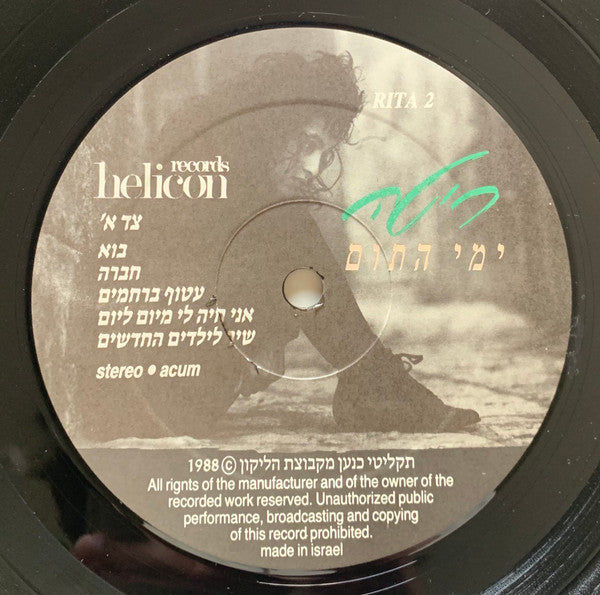 RITA 2
records
helicon
ריטה
ימי התום
צד א'
בוא
חברה
עטוף ברחמים
אני חיה לי מיום ליום
שיר לילדים החדשים
stereo • acum
תקליטי כנען מקבוצת הליקון © 1988
All rignts of the manufacturer and of the owner of the
recorded work reserved. Unauthorized public
performance, broadcasting and copying
of this record prohibited.
made in israel